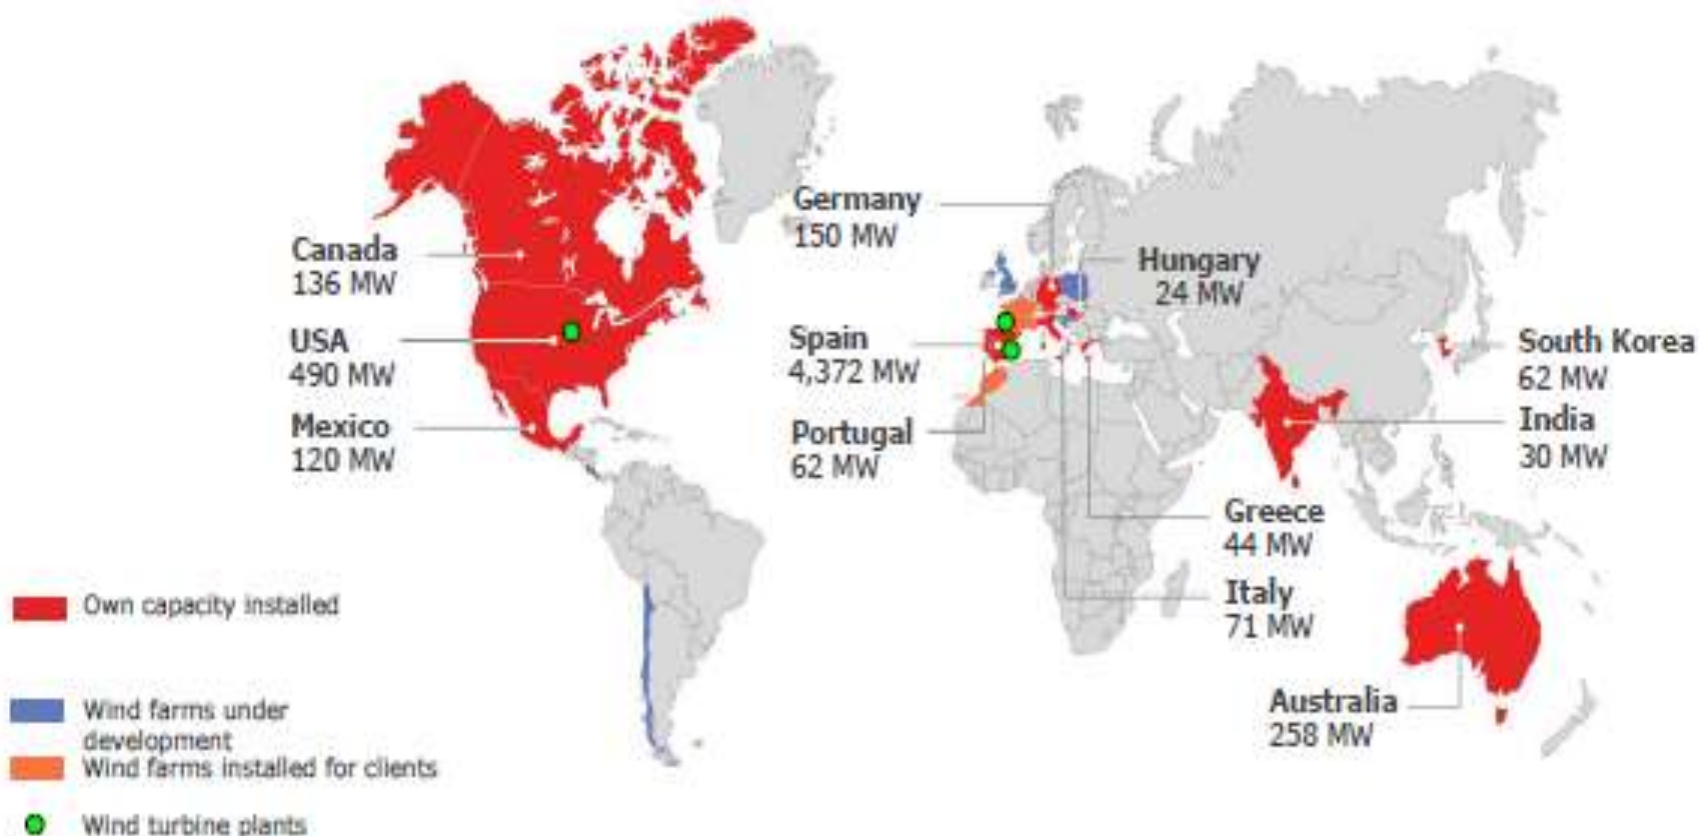 Canada
136 MW
USA
490 MW
Mexico
120 MW
Germany
150 MW
Hungary
24 MW
Spain
4,372 MW
Portugal
62 MW
South Korea
62 MW
India
30 MW
Greece
44 MW
Italy
71 MW
Australia
258 MW
Own capacity installed
Wind farms under
development
Wind farms installed for clients
Wind turbine plants